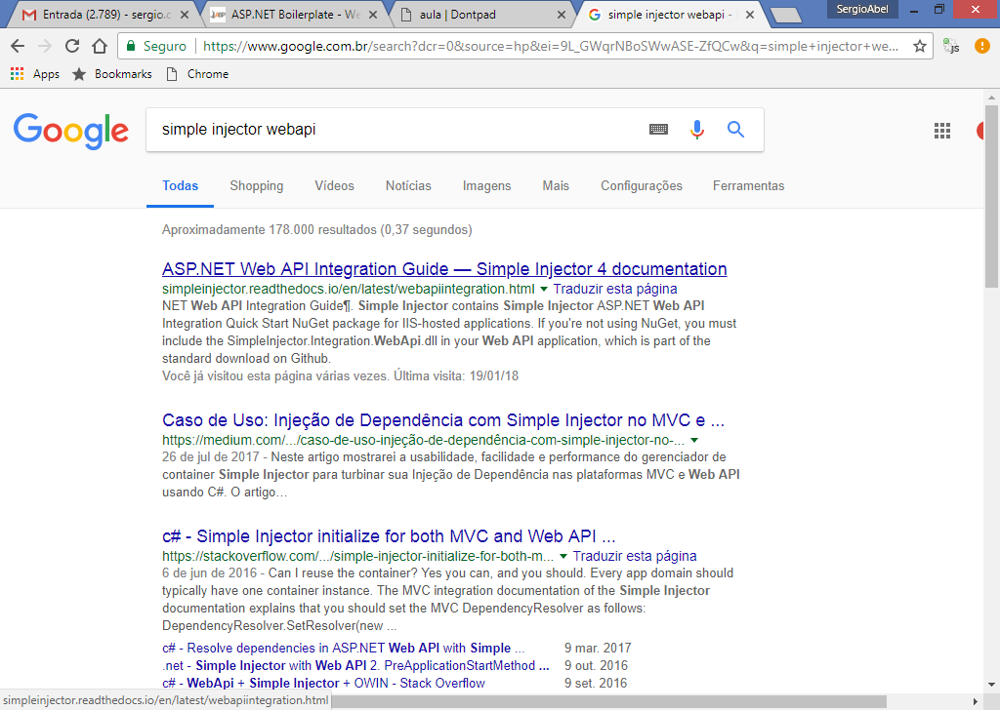 Entrada (2.789) - sergio.c
ASP.NET Boilerplate - We
aula | Dontpad
simple injector webapi -
SergioAbel
Seguro
https://www.google.com.br/search?dcr=0&source=hp&ei=9L_GWqrNBoSWwASE-ZfQCw&q=simple+injector+we...
js
Apps
Bookmarks
Chrome
Google
simple injector webapi
Todas
Shopping
Vídeos
Notícias
Imagens
Mais
Configurações
Ferramentas
Aproximadamente 178.000 resultados (0,37 segundos)
ASP.NET Web API Integration Guide — Simple Injector 4 documentation
simpleinjector.readthedocs.io/en/latest/webapiintegration.html
Traduzir esta página
NET Web API Integration Guide¶. Simple Injector contains Simple Injector ASP.NET Web API
Integration Quick Start NuGet package for IIS-hosted applications. If you're not using NuGet, you must
include the SimpleInjector.Integration.WebApi.dll in your Web API application, which is part of the
standard download on Github.
Você já visitou esta página várias vezes. Última visita: 19/01/18
Caso de Uso: Injeção de Dependência com Simple Injector no MVC e ...
https://medium.com/.../caso-de-uso-injeção-de-dependência-com-simple-injector-no-...
26 de jul de 2017 - Neste artigo mostrarei a usabilidade, facilidade e performance do gerenciador de
container Simple Injector para turbinar sua Injeção de Dependência nas plataformas MVC e Web API
usando C#. O artigo…
c# - Simple Injector initialize for both MVC and Web API ...
https://stackoverflow.com/.../simple-injector-initialize-for-both-m...
Traduzir esta página
6 de jun de 2016 - Can I reuse the container? Yes you can, and you should. Every app domain should
typically have one container instance. The MVC integration documentation of the Simple Injector
documentation explains that you should set the MVC DependencyResolver as follows:
DependencyResolver.SetResolver(new ...
c# - Resolve dependencies in ASP.NET Web API with Simple ...
9 mar. 2017
.net - Simple Injector with Web API 2. PreApplicationStartMethod ...
9 out. 2016
c# - WebApi + Simple Injector + OWIN - Stack Overflow
9 set. 2016
simpleinjector.readthedocs.io/en/latest/webapiintegration.html